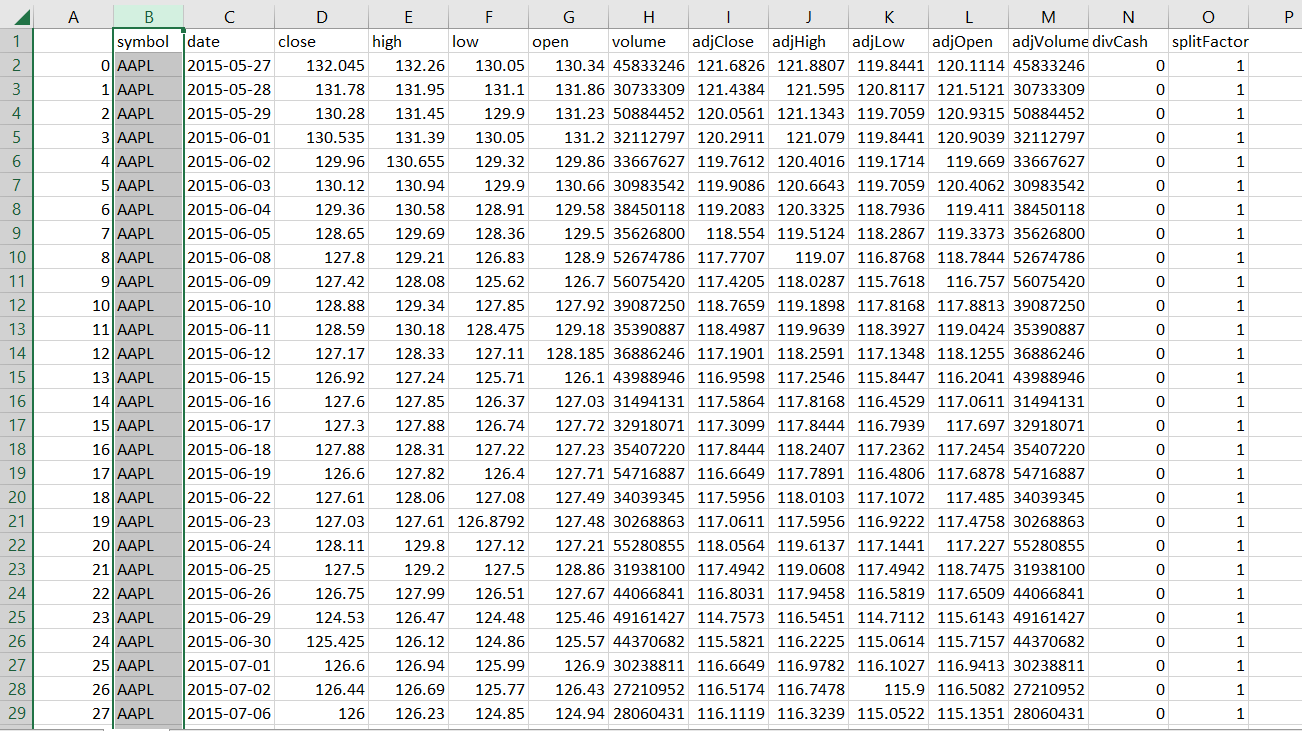 A B C D E F G H I J K L M N O P
1 symbol date close high low open volume adjClose adjHigh adjLow adjOpen adjVolume divCash splitFactor
2 0 AAPL 2015-05-27 132.045 132.26 130.05 130.34 45833246 121.6826 121.8807 119.8441 120.1114 45833246 0 1
3 1 AAPL 2015-05-28 131.78 131.95 131.1 131.86 30733309 121.4384 121.595 120.8117 121.5121 30733309 0 1
4 2 AAPL 2015-05-29 130.28 131.45 129.9 131.23 50884452 120.0561 121.1343 119.7059 120.9315 50884452 0 1
5 3 AAPL 2015-06-01 130.535 131.39 130.05 131.2 32112797 120.2911 121.079 119.8441 120.9039 32112797 0 1
6 4 AAPL 2015-06-02 129.96 130.655 129.32 129.86 33667627 119.7612 120.4016 119.1714 119.669 33667627 0 1
7 5 AAPL 2015-06-03 130.12 130.94 129.9 130.66 30983542 119.9086 120.6643 119.7059 120.4062 30983542 0 1
8 6 AAPL 2015-06-04 129.36 130.58 128.91 129.58 38450118 119.2083 120.3325 118.7936 119.411 38450118 0 1
9 7 AAPL 2015-06-05 128.65 129.69 128.36 129.5 35626800 118.554 119.5124 118.2867 119.3373 35626800 0 1
10 8 AAPL 2015-06-08 127.8 129.21 126.83 128.9 52674786 117.7707 119.07 116.8768 118.7844 52674786 0 1
11 9 AAPL 2015-06-09 127.42 128.08 125.62 126.7 56075420 117.4205 118.0287 115.7618 116.757 56075420 0 1
12 10 AAPL 2015-06-10 128.88 129.34 127.85 127.92 39087250 118.7659 119.1898 117.8168 117.8813 39087250 0 1
13 11 AAPL 2015-06-11 128.59 130.18 128.475 129.18 35390887 118.4987 119.9639 118.3927 119.0424 35390887 0 1
14 12 AAPL 2015-06-12 127.17 128.33 127.11 128.185 36886246 117.1901 118.2591 117.1348 118.1255 36886246 0 1
15 13 AAPL 2015-06-15 126.92 127.24 125.71 126.1 43988946 116.9598 117.2546 115.8447 116.2041 43988946 0 1
16 14 AAPL 2015-06-16 127.6 127.85 126.37 127.03 31494131 117.5864 117.8168 116.4529 117.0611 31494131 0 1
17 15 AAPL 2015-06-17 127.3 127.88 126.74 127.72 32918071 117.3099 117.8444 116.7939 117.697 32918071 0 1
18 16 AAPL 2015-06-18 127.88 128.31 127.22 127.23 35407220 117.8444 118.2407 117.2362 117.2454 35407220 0 1
19 17 AAPL 2015-06-19 126.6 127.82 126.4 127.71 54716887 116.6649 117.7891 116.4806 117.6878 54716887 0 1
20 18 AAPL 2015-06-22 127.61 128.06 127.08 127.49 34039345 117.5956 118.0103 117.1072 117.485 34039345 0 1
21 19 AAPL 2015-06-23 127.03 127.61 126.8792 127.48 30268863 117.0611 117.5956 116.9222 117.4758 30268863 0 1
22 20 AAPL 2015-06-24 128.11 129.8 127.12 127.21 55280855 118.0564 119.6137 117.1441 117.227 55280855 0 1
23 21 AAPL 2015-06-25 127.5 129.2 127.5 128.86 31938100 117.4942 119.0608 117.4942 118.7475 31938100 0 1
24 22 AAPL 2015-06-26 126.75 127.99 126.51 127.67 44066841 116.8031 117.9458 116.5819 117.6509 44066841 0 1
25 23 AAPL 2015-06-29 124.53 126.47 124.48 125.46 49161427 114.7573 116.5451 114.7112 115.6143 49161427 0 1
26 24 AAPL 2015-06-30 125.425 126.12 124.86 125.57 44370682 115.5821 116.2225 115.0614 115.7157 44370682 0 1
27 25 AAPL 2015-07-01 126.6 126.94 125.99 126.9 30238811 116.6649 116.9782 116.1027 116.9413 30238811 0 1
28 26 AAPL 2015-07-02 126.44 126.69 125.77 126.43 27210952 116.5174 116.7478 115.9 116.5082 27210952 0 1
29 27 AAPL 2015-07-06 126 126.23 124.85 124.94 28060431 116.1119 116.3239 115.0522 115.1351 28060431 0 1